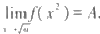 lim f(x²) = A.
x→√a